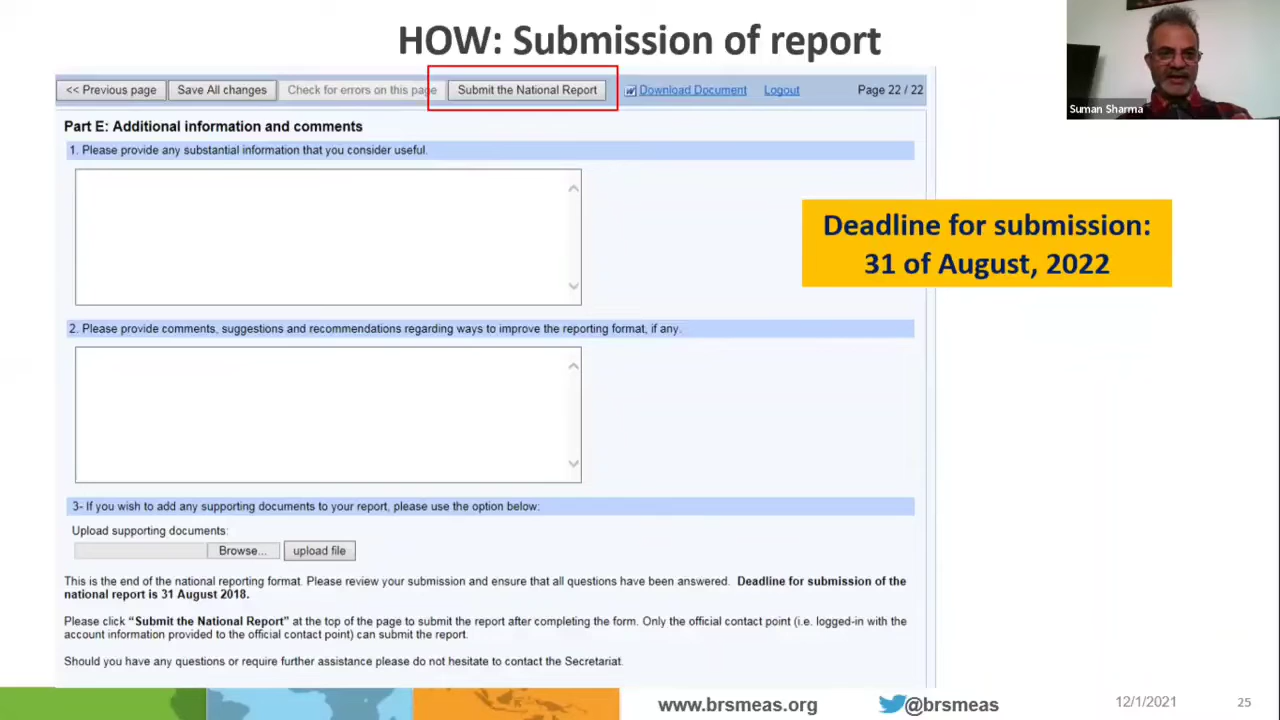 HOW: Submission of report
Suman Sharma
<< Previous page Save All changes Check for errors on this page Submit the National Report Download Document Logout Page 22 / 22
Part E: Additional information and comments
1. Please provide any substantial information that you consider useful.
Deadline for submission:
31 of August, 2022
2. Please provide comments, suggestions and recommendations regarding ways to improve the reporting format, if any.
3- If you wish to add any supporting documents to your report, please use the option below:
Upload supporting documents:
Browse... upload file
This is the end of the national reporting format. Please review your submission and ensure that all questions have been answered. Deadline for submission of the
national report is 31 August 2018.
Please click “Submit the National Report” at the top of the page to submit the report after completing the form. Only the official contact point (i.e. logged-in with the
account information provided to the official contact point) can submit the report.
Should you have any questions or require further assistance please do not hesitate to contact the Secretariat.
www.brsmeas.org @brsmeas 12/1/2021 25